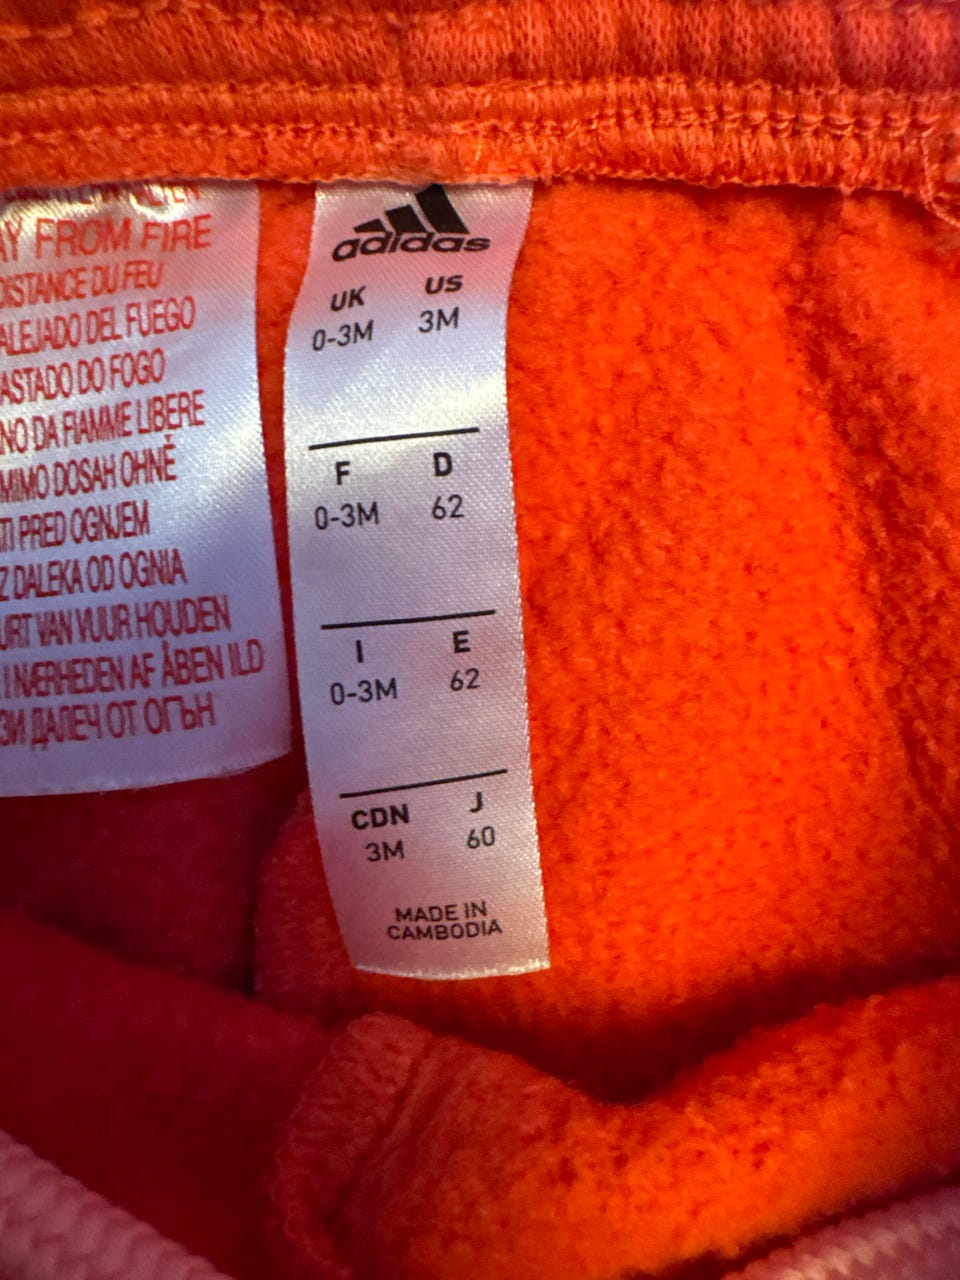 AY FROM FIRE
DISTANCE DU FEU
ALEJADO DEL FUEGO
ASTADO DO FOGO
NO DA FIAMME LIBERE
MIMO DOSAH OHNĚ
TI PRED OGNJEM
Z DALEKA OD OGNIA
URT VAN VUUR HOUDEN
I NÆRHEDEN AF ÅBEN ILD
ЗИ ДАЛЕЧ ОТ ОГЪН
adidas
UK US
0-3M 3M
F D
0-3M 62
I E
0-3M 62
CDN J
3M 60
MADE IN
CAMBODIA